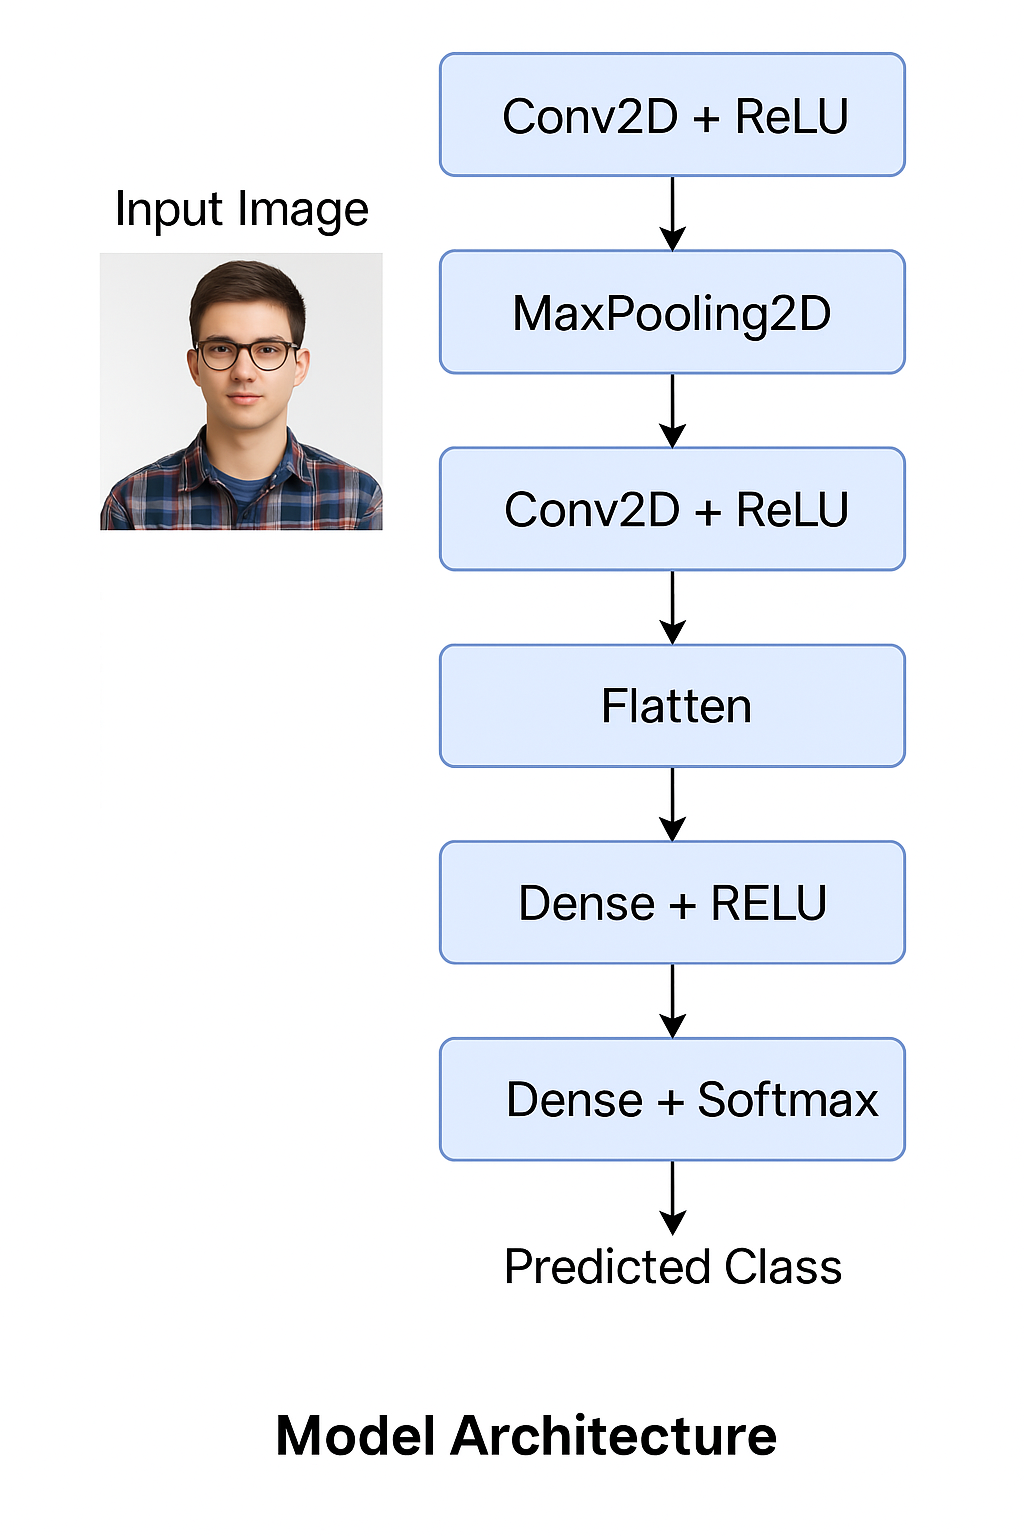 Input Image
Conv2D + ReLU
MaxPooling2D
Conv2D + ReLU
Flatten
Dense + RELU
Dense + Softmax
Predicted Class
Model Architecture